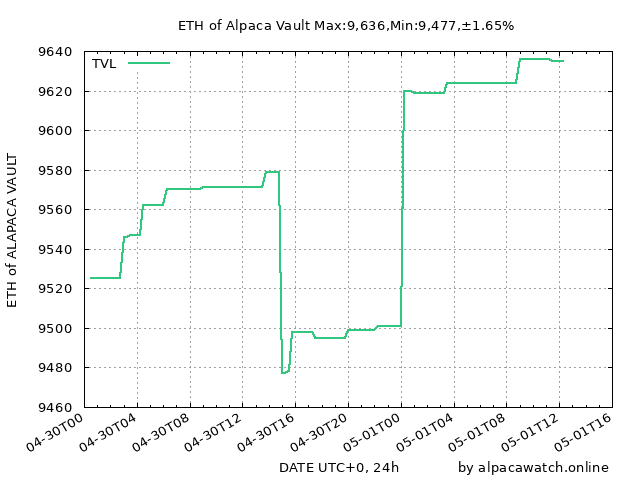 ETH of Alpaca Vault Max:9,636,Min:9,477,±1.65%
TVL
9640
9620
9600
9580
9560
9540
9520
9500
9480
9460
ETH of ALAPACA VAULT
04-30T00
04-30T04
04-30T08
04-30T12
04-30T16
04-30T20
05-01T00
05-01T04
05-01T08
05-01T12
05-01T16
DATE UTC+0, 24h
by alpacawatch.online